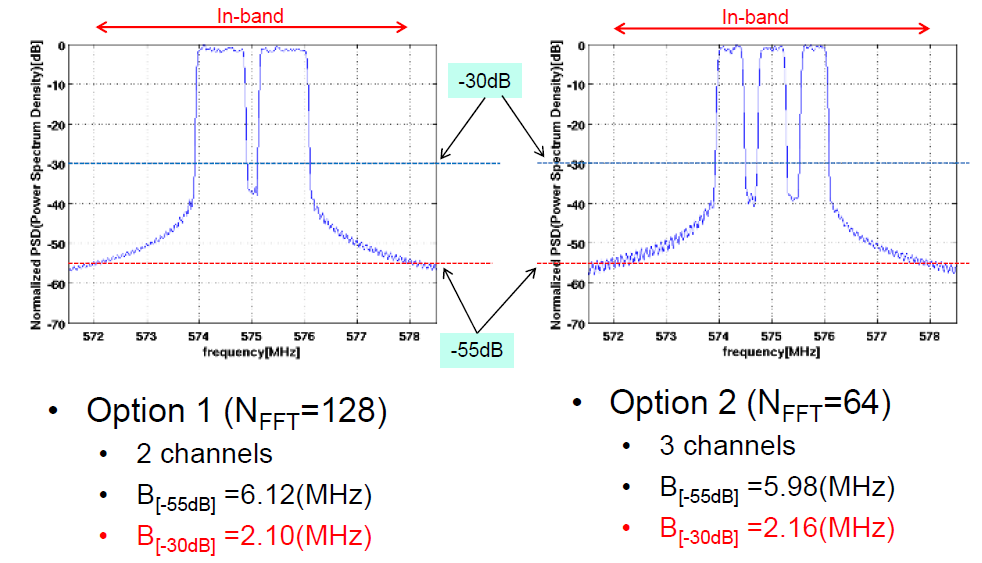 In-band
Normalized PSD(Power Spectrum Density)[dB]
0
-10
-20
-30
-40
-50
-60
-70
572 573 574 575 576 577 578
frequency[MHz]
-30dB
-55dB
In-band
Normalized PSD(Power Spectrum Density)[dB]
0
-10
-20
-30
-40
-50
-60
-70
572 573 574 575 576 577 578
frequency[MHz]
• Option 1 (NFFT=128)
• 2 channels
• B[-55dB] =6.12(MHz)
• B[-30dB] =2.10(MHz)
• Option 2 (NFFT=64)
• 3 channels
• B[-55dB] =5.98(MHz)
• B[-30dB] =2.16(MHz)